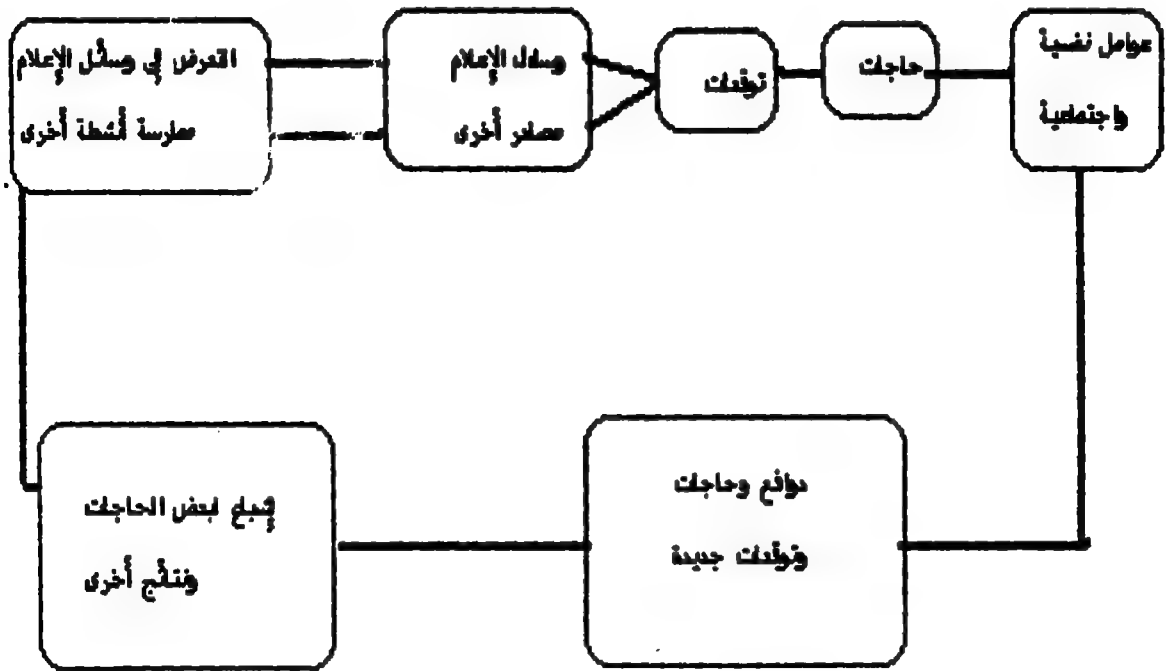 عوامل نفسية
واجتماعية
حاجات
توقعات
وسائل الإعلام
مصادر أخرى
التعرض إلى وسائل الإعلام
ممارسة أنشطة أخرى
دوافع وحاجات
وتوقعات جديدة
إشباع لبعض الحاجات
ونتائج أخرى